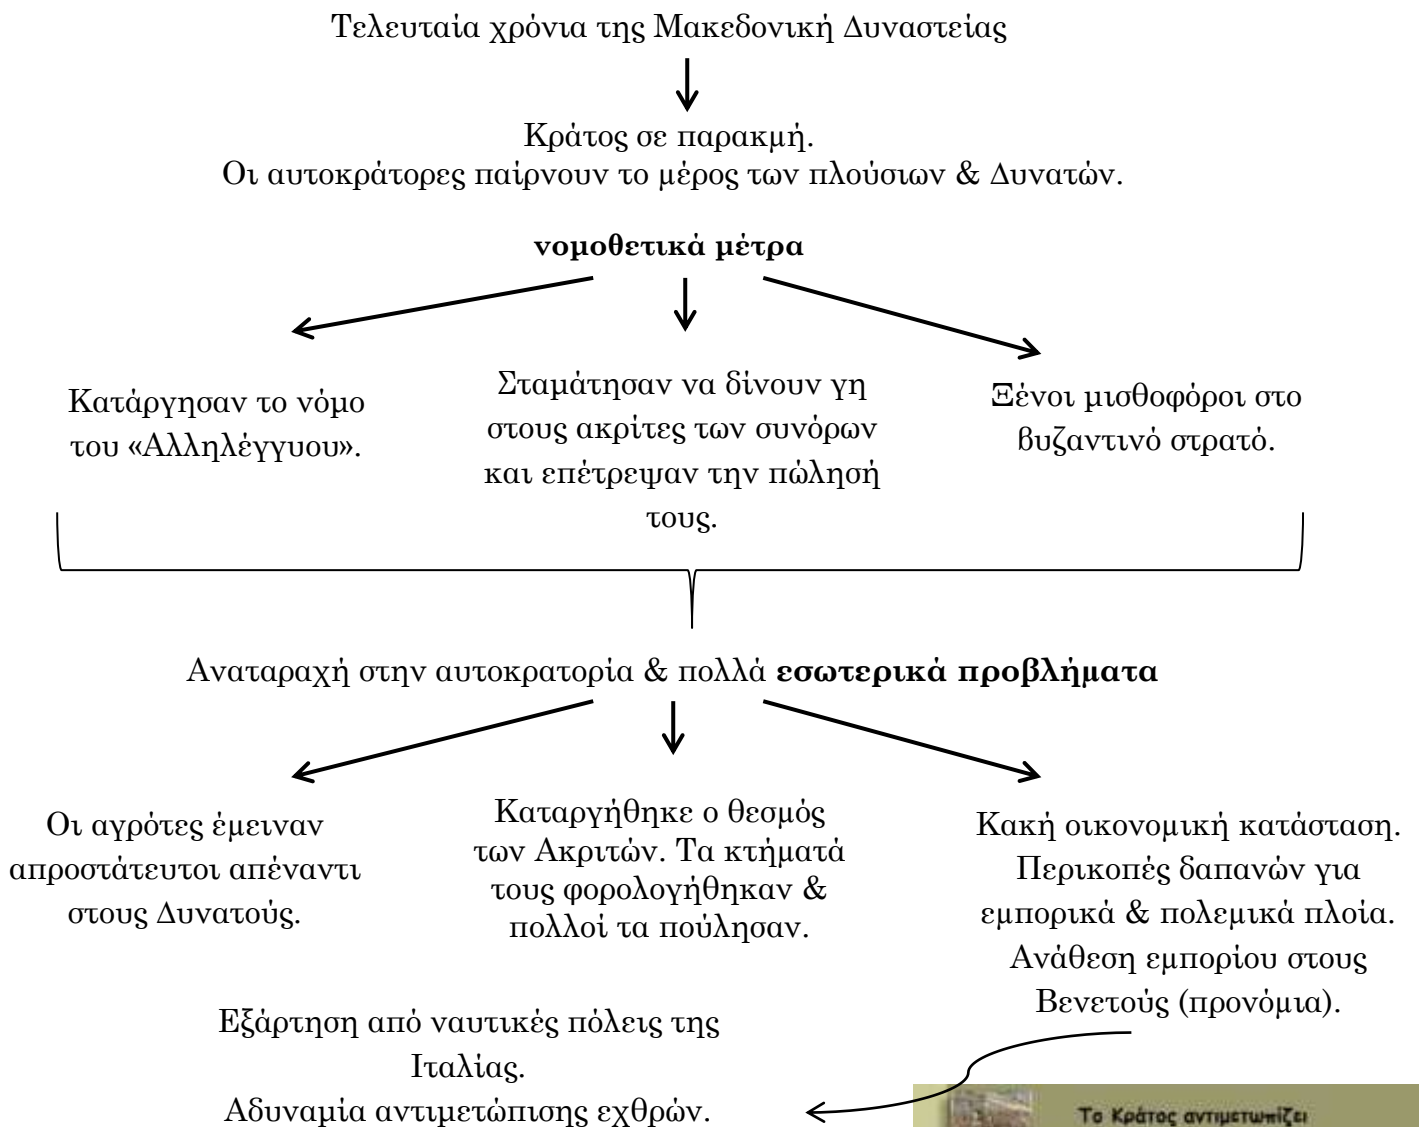 Τελευταία χρόνια της Μακεδονική Δυναστείας
Κράτος σε παρακμή.
Οι αυτοκράτορες παίρνουν το μέρος των πλούσιων & Δυνατών.
νομοθετικά μέτρα
Κατάργησαν το νόμο
του «Αλληλέγγυου».
Σταμάτησαν να δίνουν γη
στους ακρίτες των συνόρων
και επέτρεψαν την πώλησή
τους.
Ξένοι μισθοφόροι στο
βυζαντινό στρατό.
Αναταραχή στην αυτοκρατορία & πολλά εσωτερικά προβλήματα
Οι αγρότες έμειναν
απροστάτευτοι απέναντι
στους Δυνατούς.
Καταργήθηκε ο θεσμός
των Ακριτών. Τα κτήματά
τους φορολογήθηκαν &
πολλοί τα πούλησαν.
Κακή οικονομική κατάσταση.
Περικοπές δαπανών για
εμπορικά & πολεμικά πλοία.
Ανάθεση εμπορίου στους
Βενετούς (προνόμια).
Εξάρτηση από ναυτικές πόλεις της
Ιταλίας.
Αδυναμία αντιμετώπισης εχθρών.
Το Κράτος αντιμετωπίζει